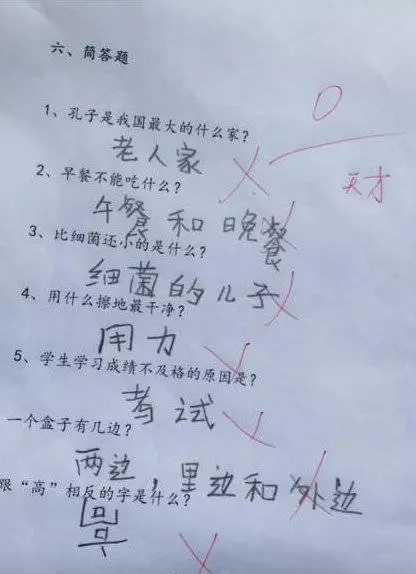 六、简答题
0
1、孔子是我国最大的什么家?
老人家
天才
2、早餐不能吃什么?
午餐 和 晚餐
3、比细菌还小的是什么?
细菌的儿子
4、用什么擦地最干净?
用力
5、学生学习成绩不及格的原因是?
考试
一个盒子有几边?
两边,里边和外边
跟“高”相反的字是什么?